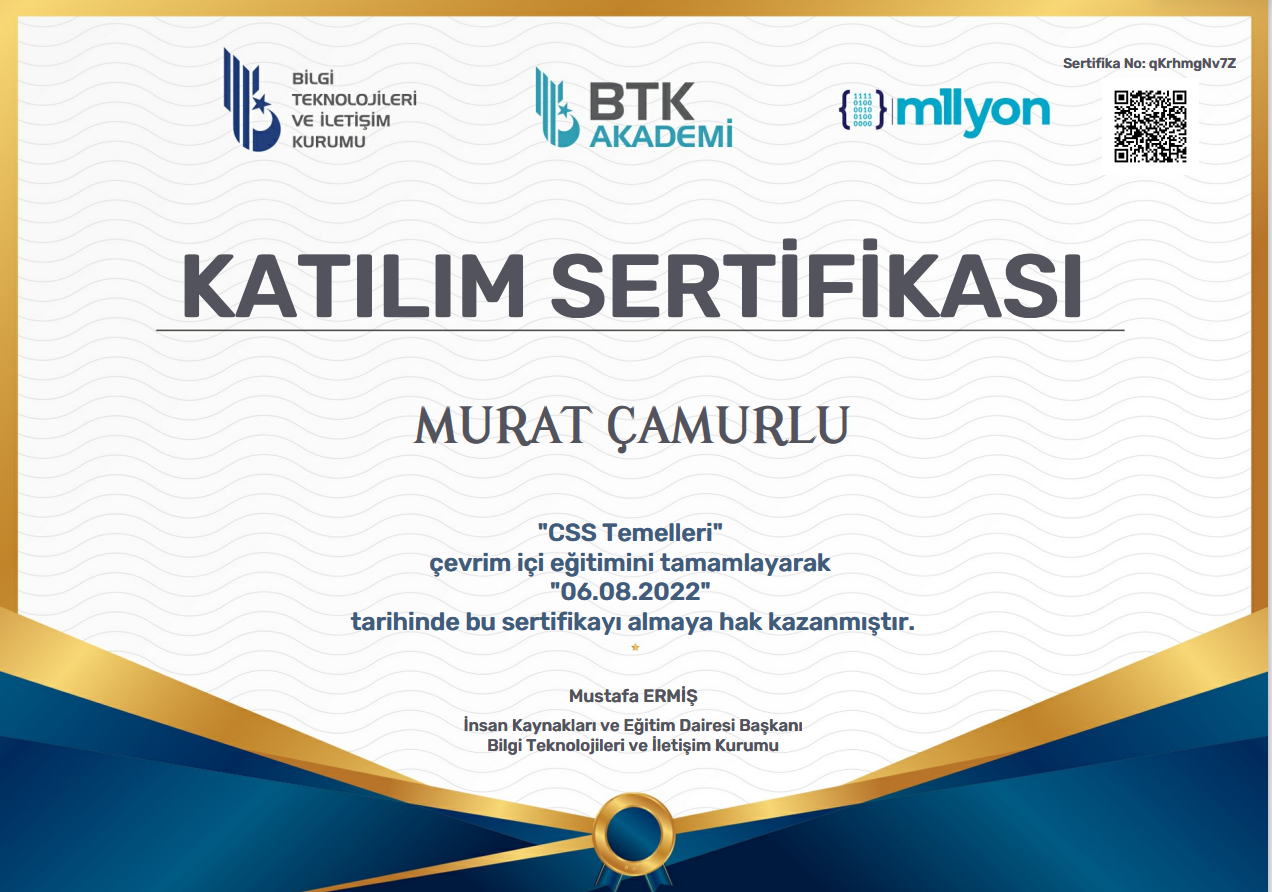 BİLGİ
TEKNOLOJİLERİ
VE İLETİŞİM
KURUMU
BTK
AKADEMİ
1111
0100
0010
0100
0000
m1lyon
Sertifika No: qKrhmgNv7Z
KATILIM SERTİFİKASI
MURAT ÇAMURLU
"CSS Temelleri"
çevrim içi eğitimini tamamlayarak
"06.08.2022"
tarihinde bu sertifikayı almaya hak kazanmıştır.
Mustafa ERMİŞ
İnsan Kaynakları ve Eğitim Dairesi Başkanı
Bilgi Teknolojileri ve İletişim Kurumu